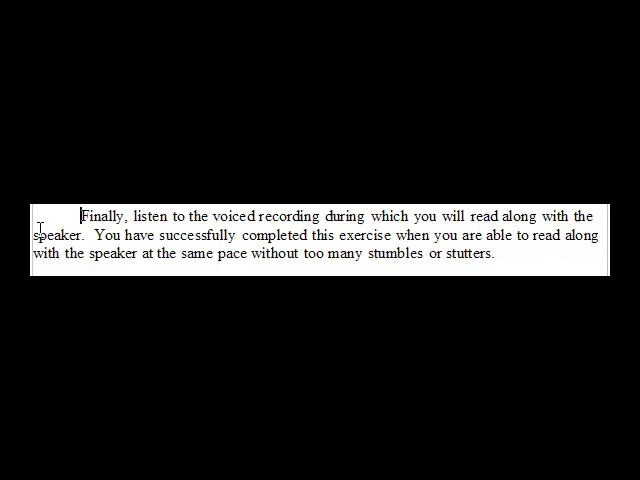 Finally, listen to the voiced recording during which you will read along with the
speaker.  You have successfully completed this exercise when you are able to read along
with the speaker at the same pace without too many stumbles or stutters.